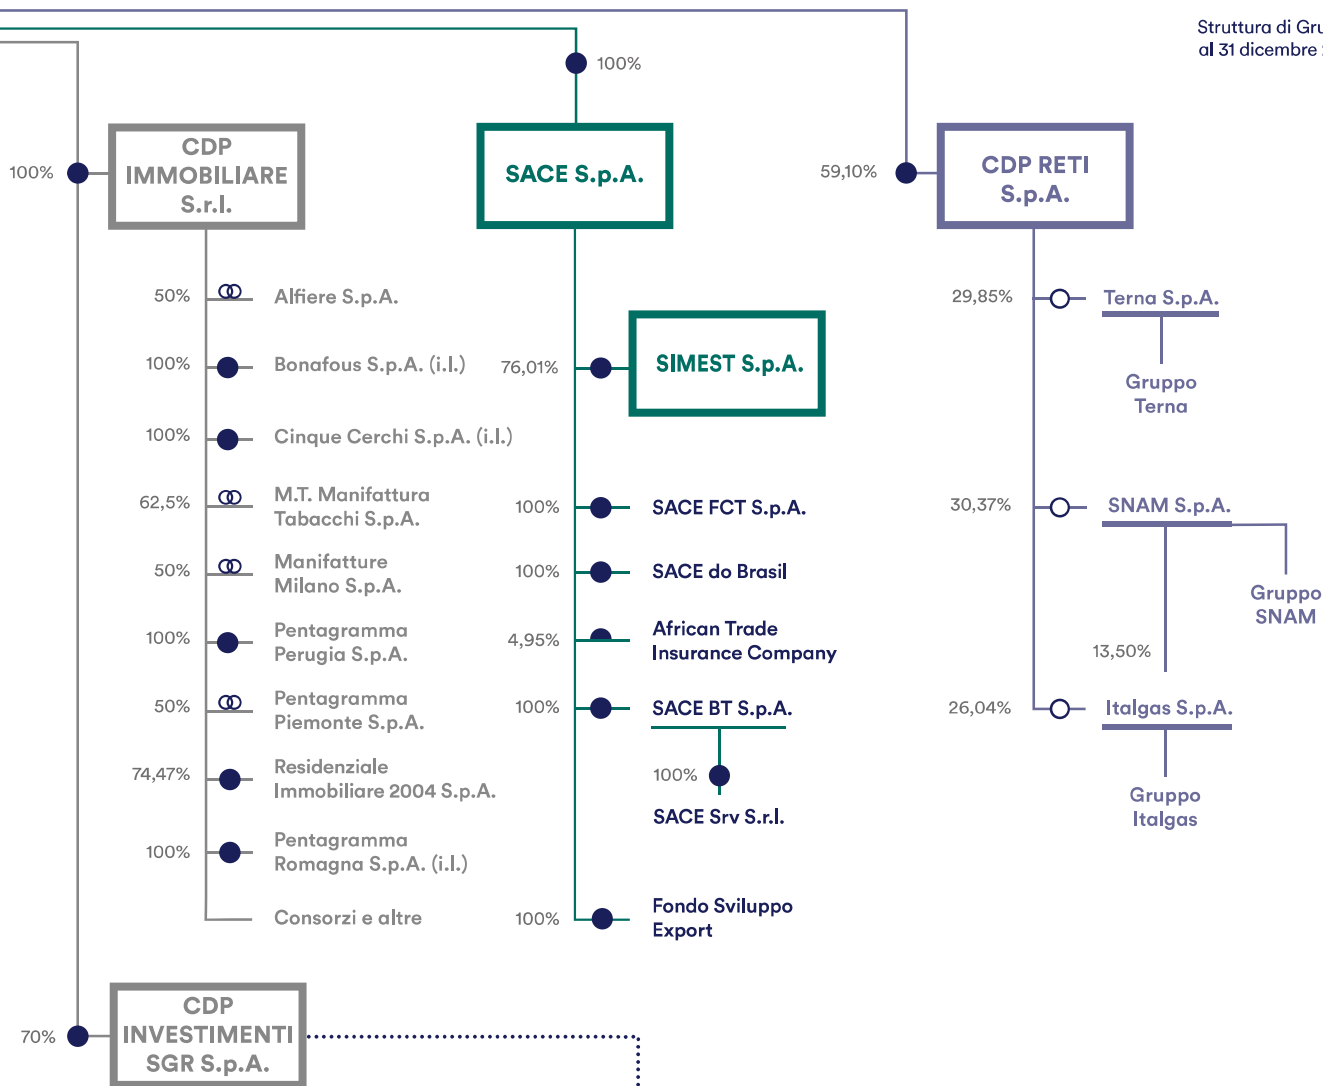 Struttura di Gru
al 31 dicembre
100%
100%
CDP
IMMOBILIARE
S.r.l.
SACE S.p.A.
59,10%
CDP RETI
S.p.A.
50%
Alfiere S.p.A.
100%
Bonafous S.p.A. (i.l.)
100%
Cinque Cerchi S.p.A. (i.l.)
62,5%
M.T. Manifattura
Tabacchi S.p.A.
50%
Manifatture
Milano S.p.A.
100%
Pentagramma
Perugia S.p.A.
50%
Pentagramma
Piemonte S.p.A.
74,47%
Residenziale
Immobiliare 2004 S.p.A.
100%
Pentagramma
Romagna S.p.A. (i.l.)
Consorzi e altre
76,01%
SIMEST S.p.A.
100%
SACE FCT S.p.A.
100%
SACE do Brasil
4,95%
African Trade
Insurance Company
100%
SACE BT S.p.A.
100%
SACE Srv S.r.l.
100%
Fondo Sviluppo
Export
29,85%
Terna S.p.A.
Gruppo
Terna
30,37%
SNAM S.p.A.
Gruppo
SNAM
13,50%
26,04%
Italgas S.p.A.
Gruppo
Italgas
70%
CDP
INVESTIMENTI
SGR S.p.A.